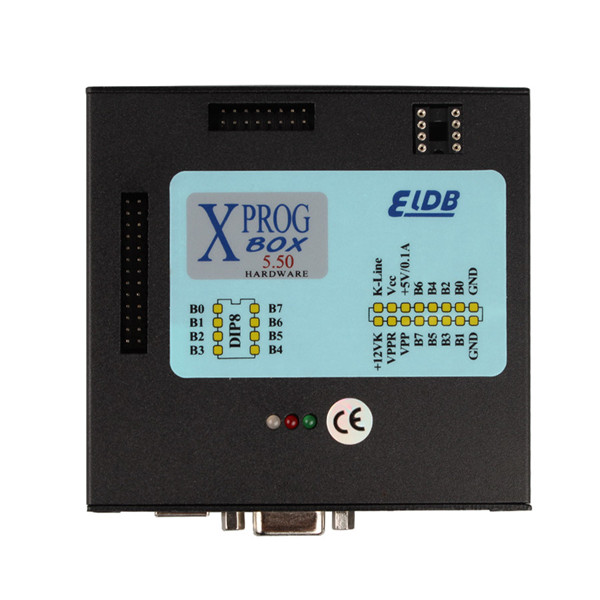 X PROG
BOX
5.50
HARDWARE
ELDB
B0 B7
B1 B6
B2 B5
B3 B4
DIP8
K-Line Vcc +5V/0.1A B6 B4 B2 B0 GND
+12VK VPPR VPP B7 B5 B3 B1 GND
CE